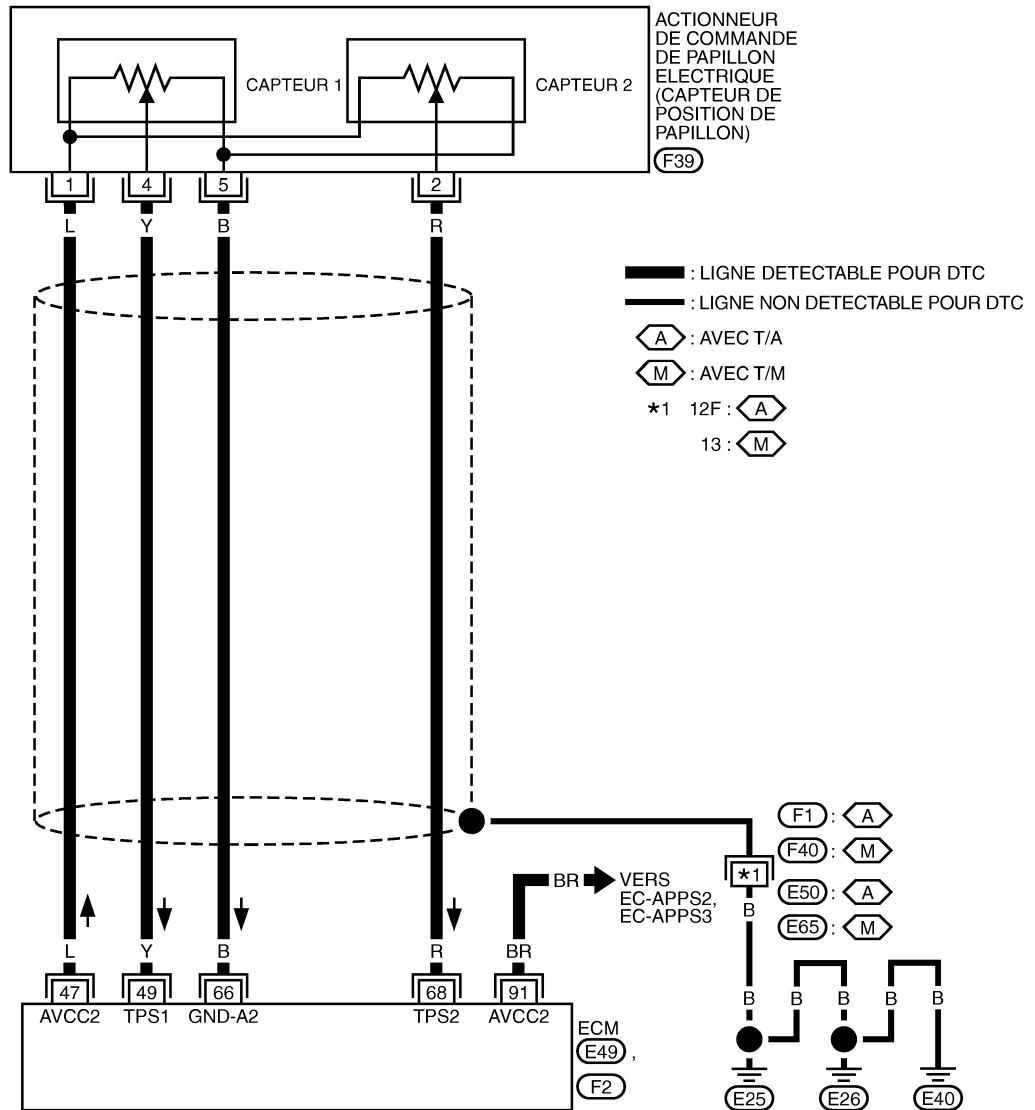 ACTIONNEUR
DE COMMANDE
DE PAPILLON
ELECTRIQUE
(CAPTEUR DE
POSITION DE
PAPILLON)
F39
CAPTEUR 1
CAPTEUR 2
1 4 5 2
L Y B R
: LIGNE DETECTABLE POUR DTC
: LIGNE NON DETECTABLE POUR DTC
A : AVEC T/A
M : AVEC T/M
*1 12F : A
13 : M
F1 : A
F40 : M
E50 : A
E65 : M
*1
B
BR
VERS
EC-APPS2,
EC-APPS3
L Y B R BR
47 49 66 68 91
AVCC2 TPS1 GND-A2 TPS2 AVCC2
ECM
E49 ,
F2
B B B B B
E25 E26 E40